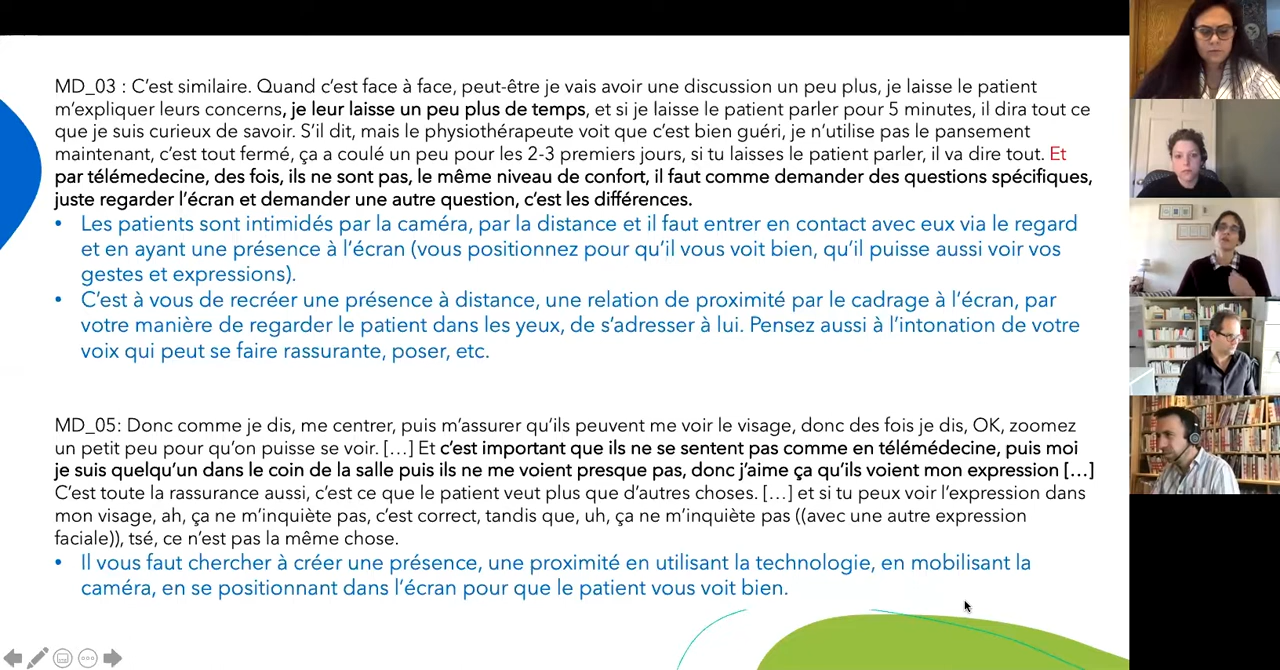 MD_03 : C’est similaire. Quand c’est face à face, peut-être je vais avoir une discussion un peu plus, je laisse le patient
m’expliquer leurs concerns, je leur laisse un peu plus de temps, et si je laisse le patient parler pour 5 minutes, il dira tout ce
que je suis curieux de savoir. S’il dit, mais le physiothérapeute voit que c’est bien guéri, je n’utilise pas le pansement
maintenant, c’est tout fermé, ça a coulé un peu pour les 2-3 premiers jours, si tu laisses le patient parler, il va dire tout. Et
par télémedecine, des fois, ils ne sont pas, le même niveau de confort, il faut comme demander des questions spécifiques,
juste regarder l’écran et demander une autre question, c’est les différences.
• Les patients sont intimidés par la caméra, par la distance et il faut entrer en contact avec eux via le regard
et en ayant une présence à l’écran (vous positionnez pour qu’il vous voit bien, qu’il puisse aussi voir vos
gestes et expressions).
• C’est à vous de recréer une présence à distance, une relation de proximité par le cadrage à l’écran, par
votre manière de regarder le patient dans les yeux, de s’adresser à lui. Pensez aussi à l’intonation de votre
voix qui peut se faire rassurante, poser, etc.
MD_05: Donc comme je dis, me centrer, puis m’assurer qu’ils peuvent me voir le visage, donc des fois je dis, OK, zoomez
un petit peu pour qu’on puisse se voir. […] Et c’est important que ils ne se sentent pas comme en télémédecine, puis moi
je suis quelqu’un dans le coin de la salle puis ils ne me voient presque pas, donc j’aime ça qu’ils voient mon expression […]
C’est toute la rassurance aussi, c’est ce que le patient veut plus que d’autres choses. […] et si tu peux voir l’expression dans
mon visage, ah, ça ne m’inquiète pas, c’est correct, tandis que, uh, ça ne m’inquiète pas ((avec une autre expression
faciale)), tsé, ce n’est pas la même chose.
• Il vous faut chercher à créer une présence, une proximité en utilisant la technologie, en mobilisant la
caméra, en se positionnant dans l’écran pour que le patient vous voit bien.